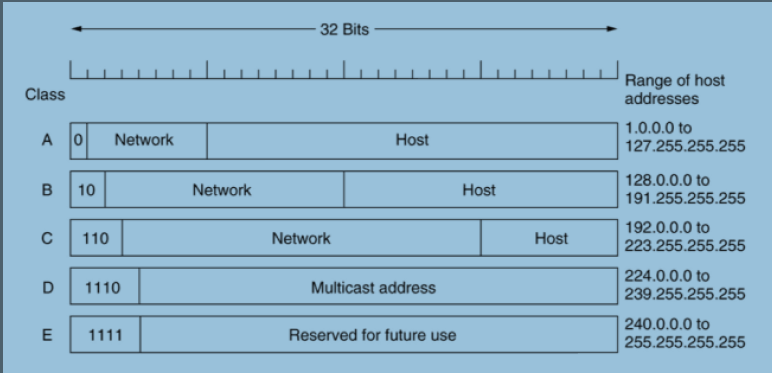 32 Bits
Range of host
addresses
Class
A 0 Network Host 1.0.0.0 to
127.255.255.255
B 10 Network Host 128.0.0.0 to
191.255.255.255
C 110 Network Host 192.0.0.0 to
223.255.255.255
D 1110 Multicast address 224.0.0.0 to
239.255.255.255
E 1111 Reserved for future use 240.0.0.0 to
255.255.255.255